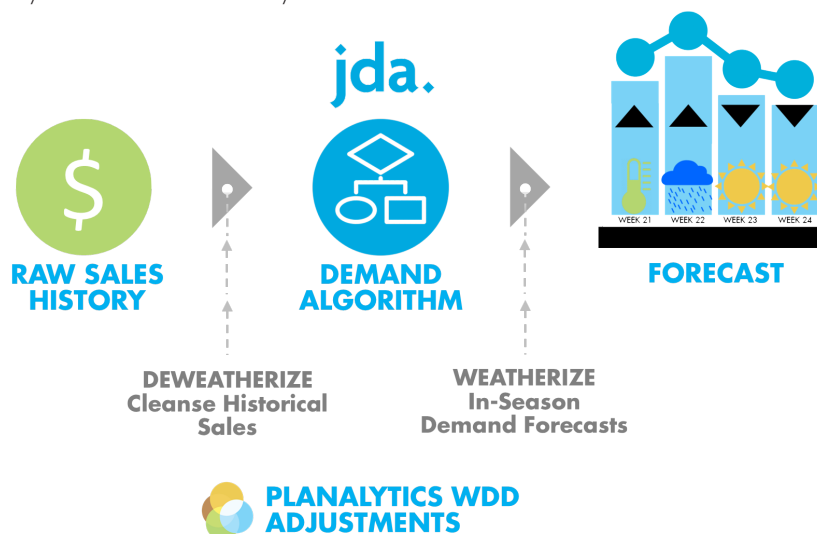 jda.
$
WEEK 21
WEEK 22
WEEK 23
WEEK 24
RAW SALES
HISTORY
DEMAND
ALGORITHM
FORECAST
DEWEATHERIZE
Cleanse Historical
Sales
WEATHERIZE
In-Season
Demand Forecasts
PLANALYTICS WDD
ADJUSTMENTS